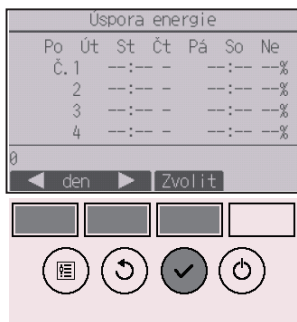 Úspora energie
Po Út St Čt Pá So Ne
Č. 1 --:-- - --:-- --%
2 --:-- - --:-- --%
3 --:-- - --:-- --%
4 --:-- - --:-- --%
0
◀ den ▶ Zvolit